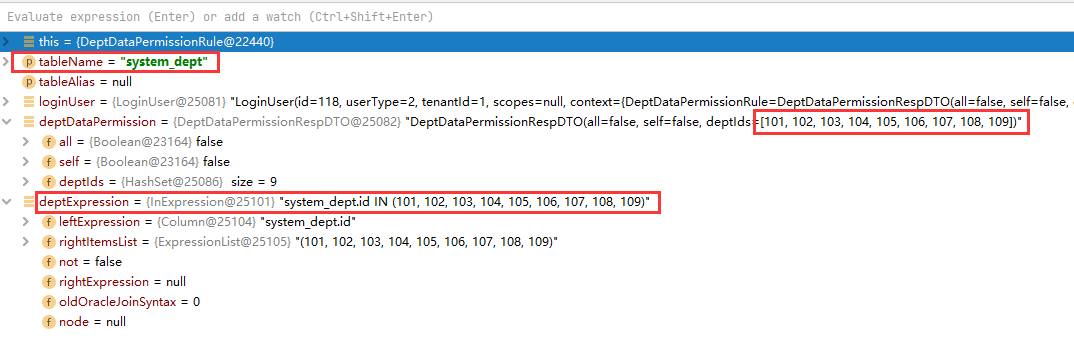 Evaluate expression (Enter) or add a watch (Ctrl+Shift+Enter)
this = {DeptDataPermissionRule@22440}
p tableName = "system_dept"
p tableAlias = null
loginUser = {LoginUser@25081} "LoginUser(id=118, userType=2, tenantId=1, scopes=null, context={DeptDataPermissionRule=DeptDataPermissionRespDTO(all=false, self=false,
deptDataPermission = {DeptDataPermissionRespDTO@25082} "DeptDataPermissionRespDTO(all=false, self=false, deptIds=[101, 102, 103, 104, 105, 106, 107, 108, 109])"
f all = {Boolean@23164} false
f self = {Boolean@23164} false
f deptIds = {HashSet@25086} size = 9
deptExpression = {InExpression@25101} "system_dept.id IN (101, 102, 103, 104, 105, 106, 107, 108, 109)"
f leftExpression = {Column@25104} "system_dept.id"
f rightItemsList = {ExpressionList@25105} "(101, 102, 103, 104, 105, 106, 107, 108, 109)"
f not = false
f rightExpression = null
f oldOracleJoinSyntax = 0
f node = null